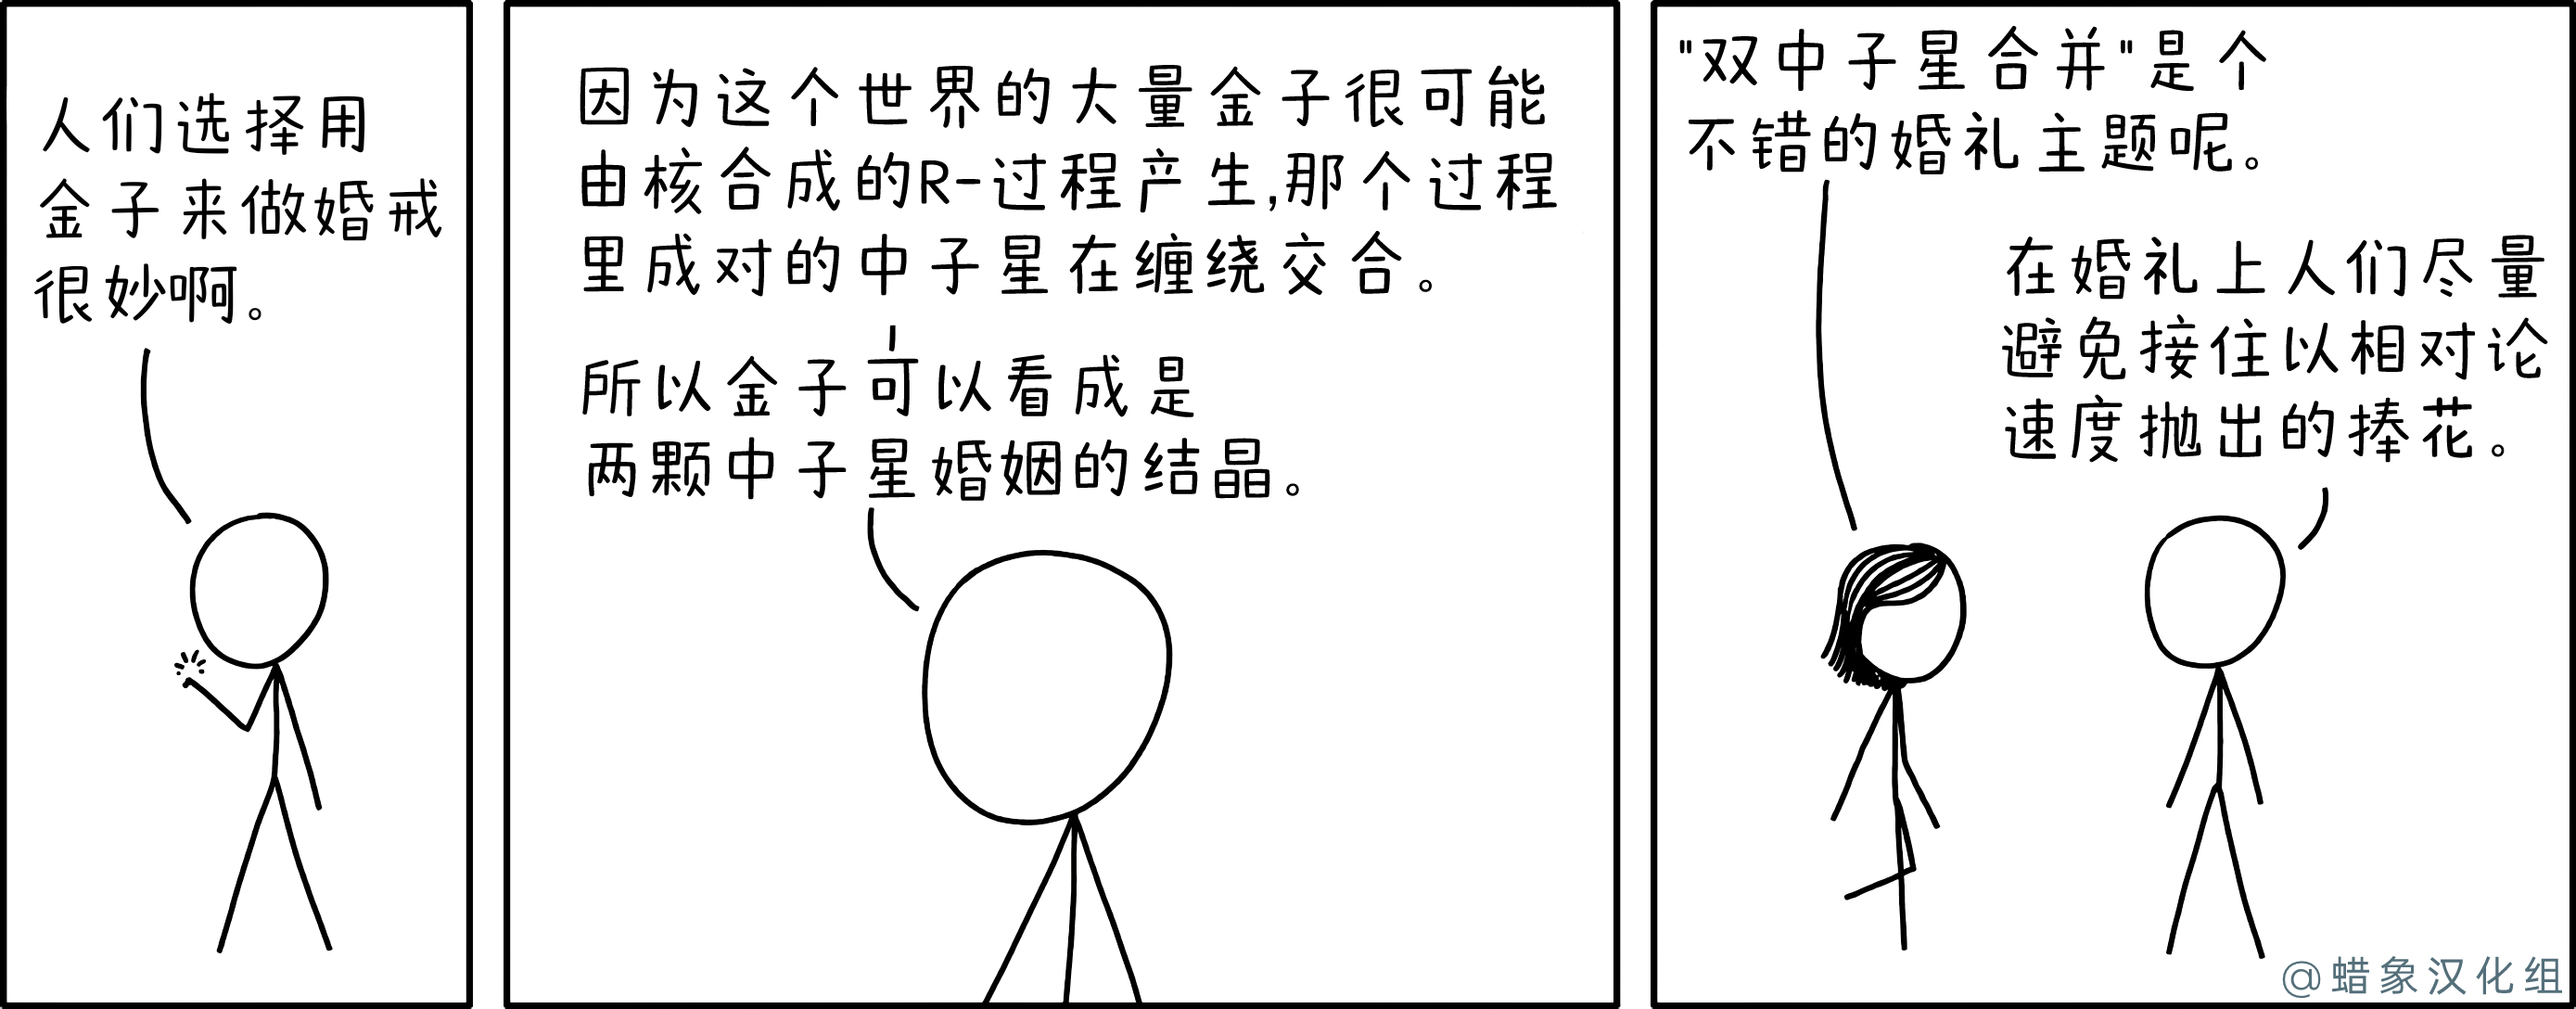 人们选择用
金子来做婚戒
很妙啊。
因为这个世界的大量金子很可能
由核合成的R-过程产生,那个过程
里成对的中子星在缠绕交合。
所以金子可以看成是
两颗中子星婚姻的结晶。
"双中子星合并"是个
不错的婚礼主题呢。
在婚礼上人们尽量
避免接住以相对论
速度抛出的捧花。
@蜡象汉化组